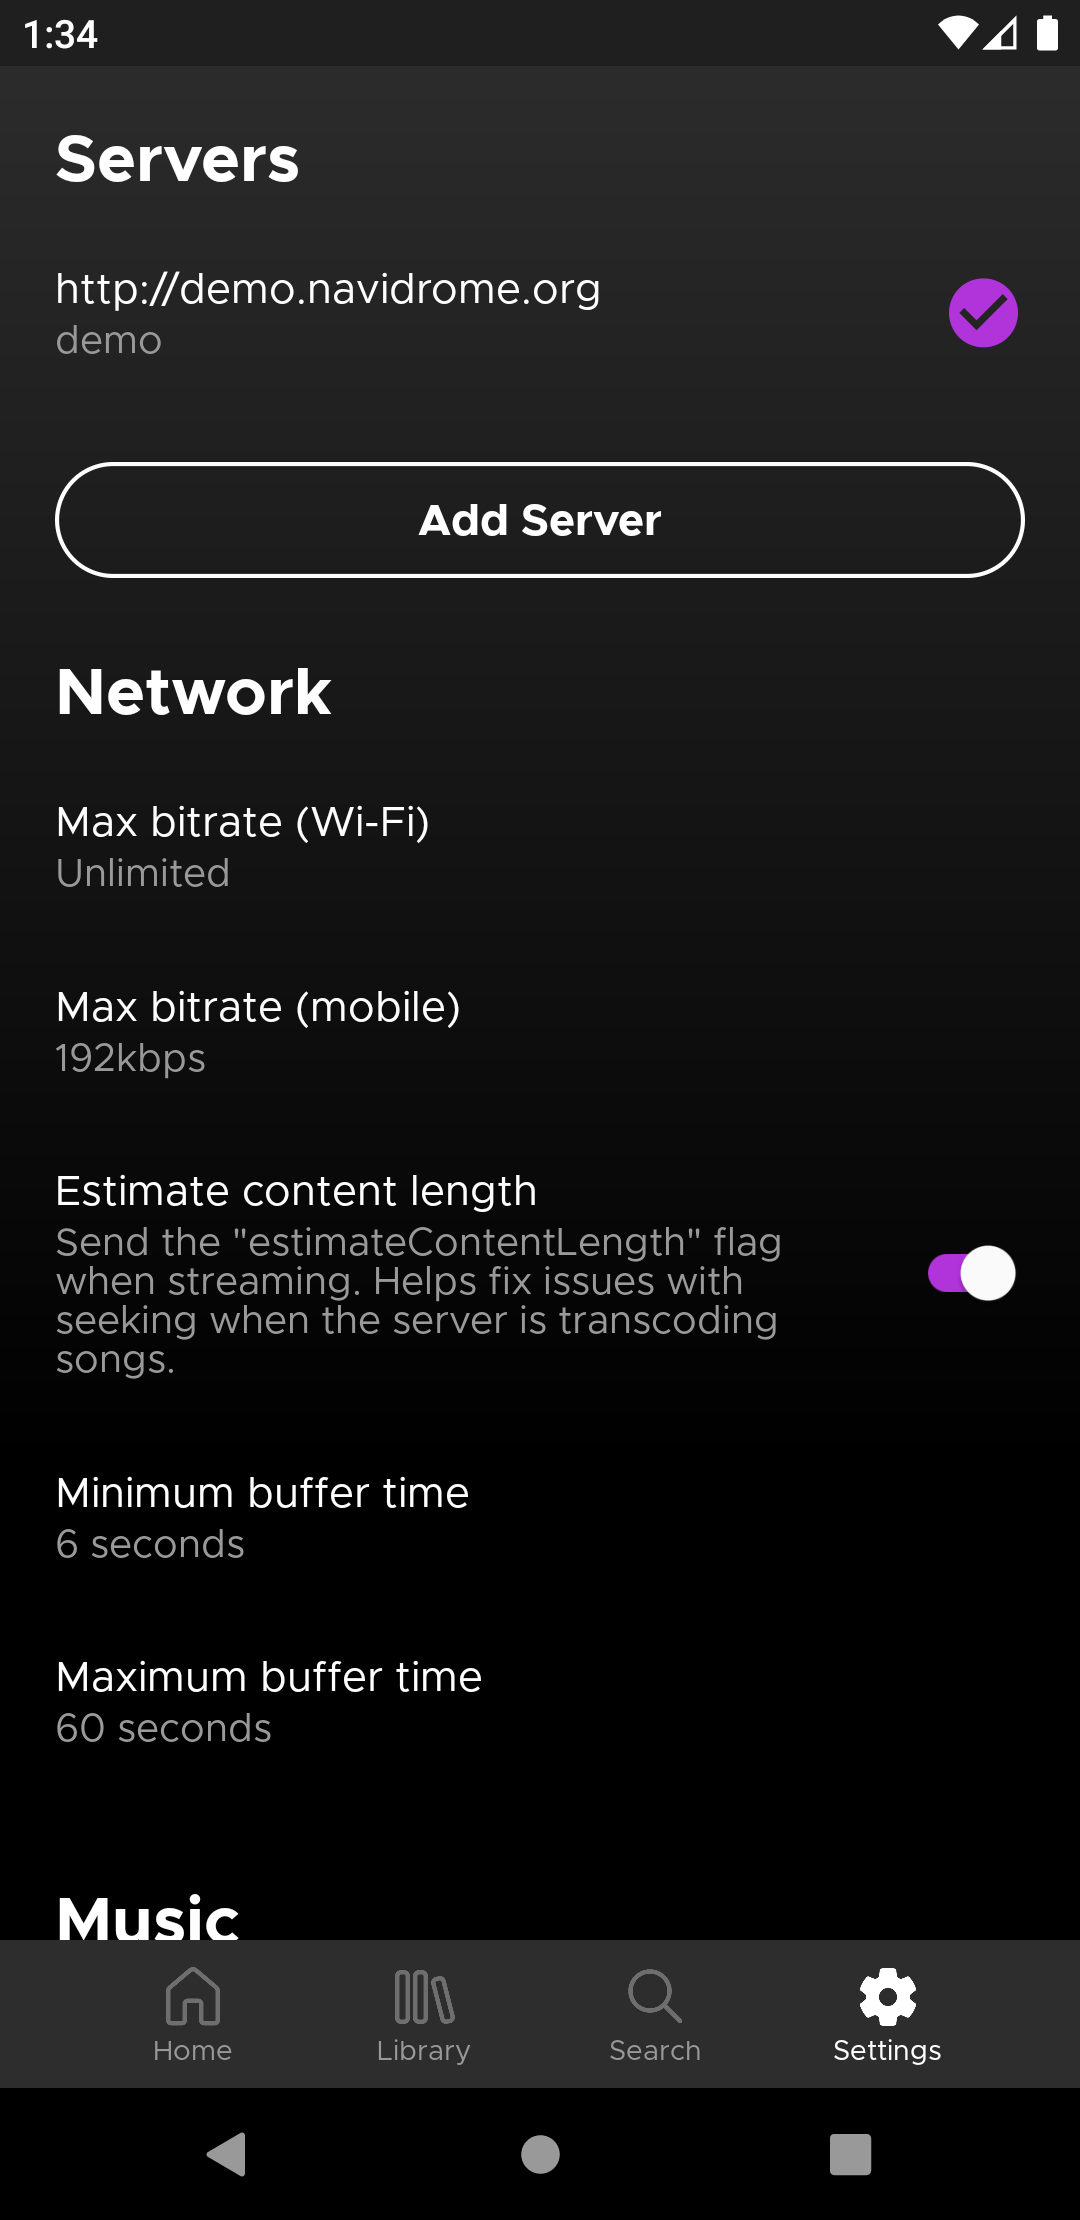 1:34
Servers
http://demo.navidrome.org
demo
Add Server
Network
Max bitrate (Wi-Fi)
Unlimited
Max bitrate (mobile)
192kbps
Estimate content length
Send the "estimateContentLength" flag
when streaming. Helps fix issues with
seeking when the server is transcoding
songs.
Minimum buffer time
6 seconds
Maximum buffer time
60 seconds
Music
Home
Library
Search
Settings